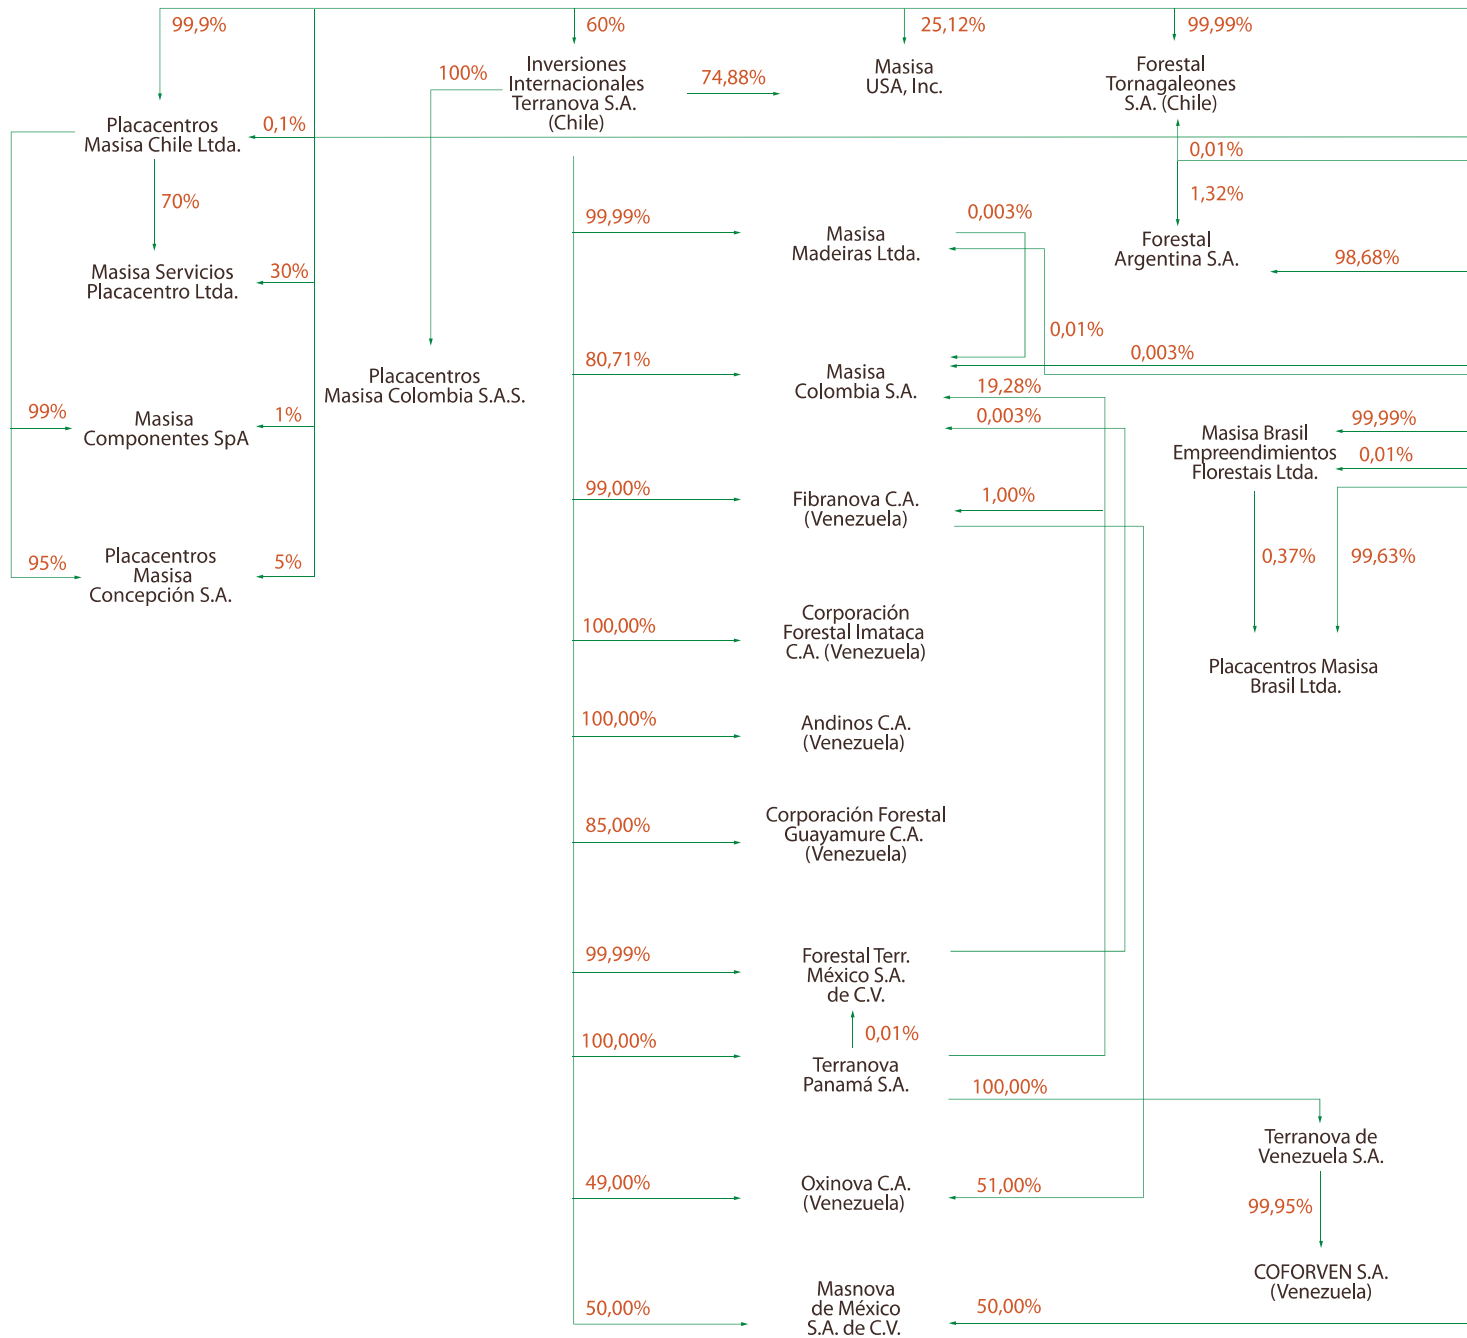 99,9%
60%
25,12%
99,99%
100%
Inversiones
Internacionales
Terranova S.A.
(Chile)
74,88%
Masisa
USA, Inc.
Forestal
Tornagaleones
S.A. (Chile)
Placacentros
Masisa Chile Ltda.
0,1%
0,01%
70%
1,32%
99,99%
Masisa
Madeiras Ltda.
0,003%
Forestal
Argentina S.A.
98,68%
Masisa Servicios
Placacentro Ltda.
30%
0,01%
80,71%
Masisa
Colombia S.A.
0,003%
19,28%
0,003%
Placacentros
Masisa Colombia S.A.S.
99%
Masisa
Componentes SpA
1%
Masisa Brasil
Empreendimientos
Florestais Ltda.
99,99%
0,01%
99,00%
Fibranova C.A.
(Venezuela)
1,00%
95%
Placacentros
Masisa
Concepción S.A.
5%
0,37%
99,63%
100,00%
Corporación
Forestal Imataca
C.A. (Venezuela)
Placacentros Masisa
Brasil Ltda.
100,00%
Andinos C.A.
(Venezuela)
85,00%
Corporación Forestal
Guayamure C.A.
(Venezuela)
99,99%
Forestal Terr.
México S.A.
de C.V.
0,01%
100,00%
Terranova
Panamá S.A.
100,00%
Terranova de
Venezuela S.A.
49,00%
Oxinova C.A.
(Venezuela)
51,00%
99,95%
COFORVEN S.A.
(Venezuela)
50,00%
Masnova
de México
S.A. de C.V.
50,00%